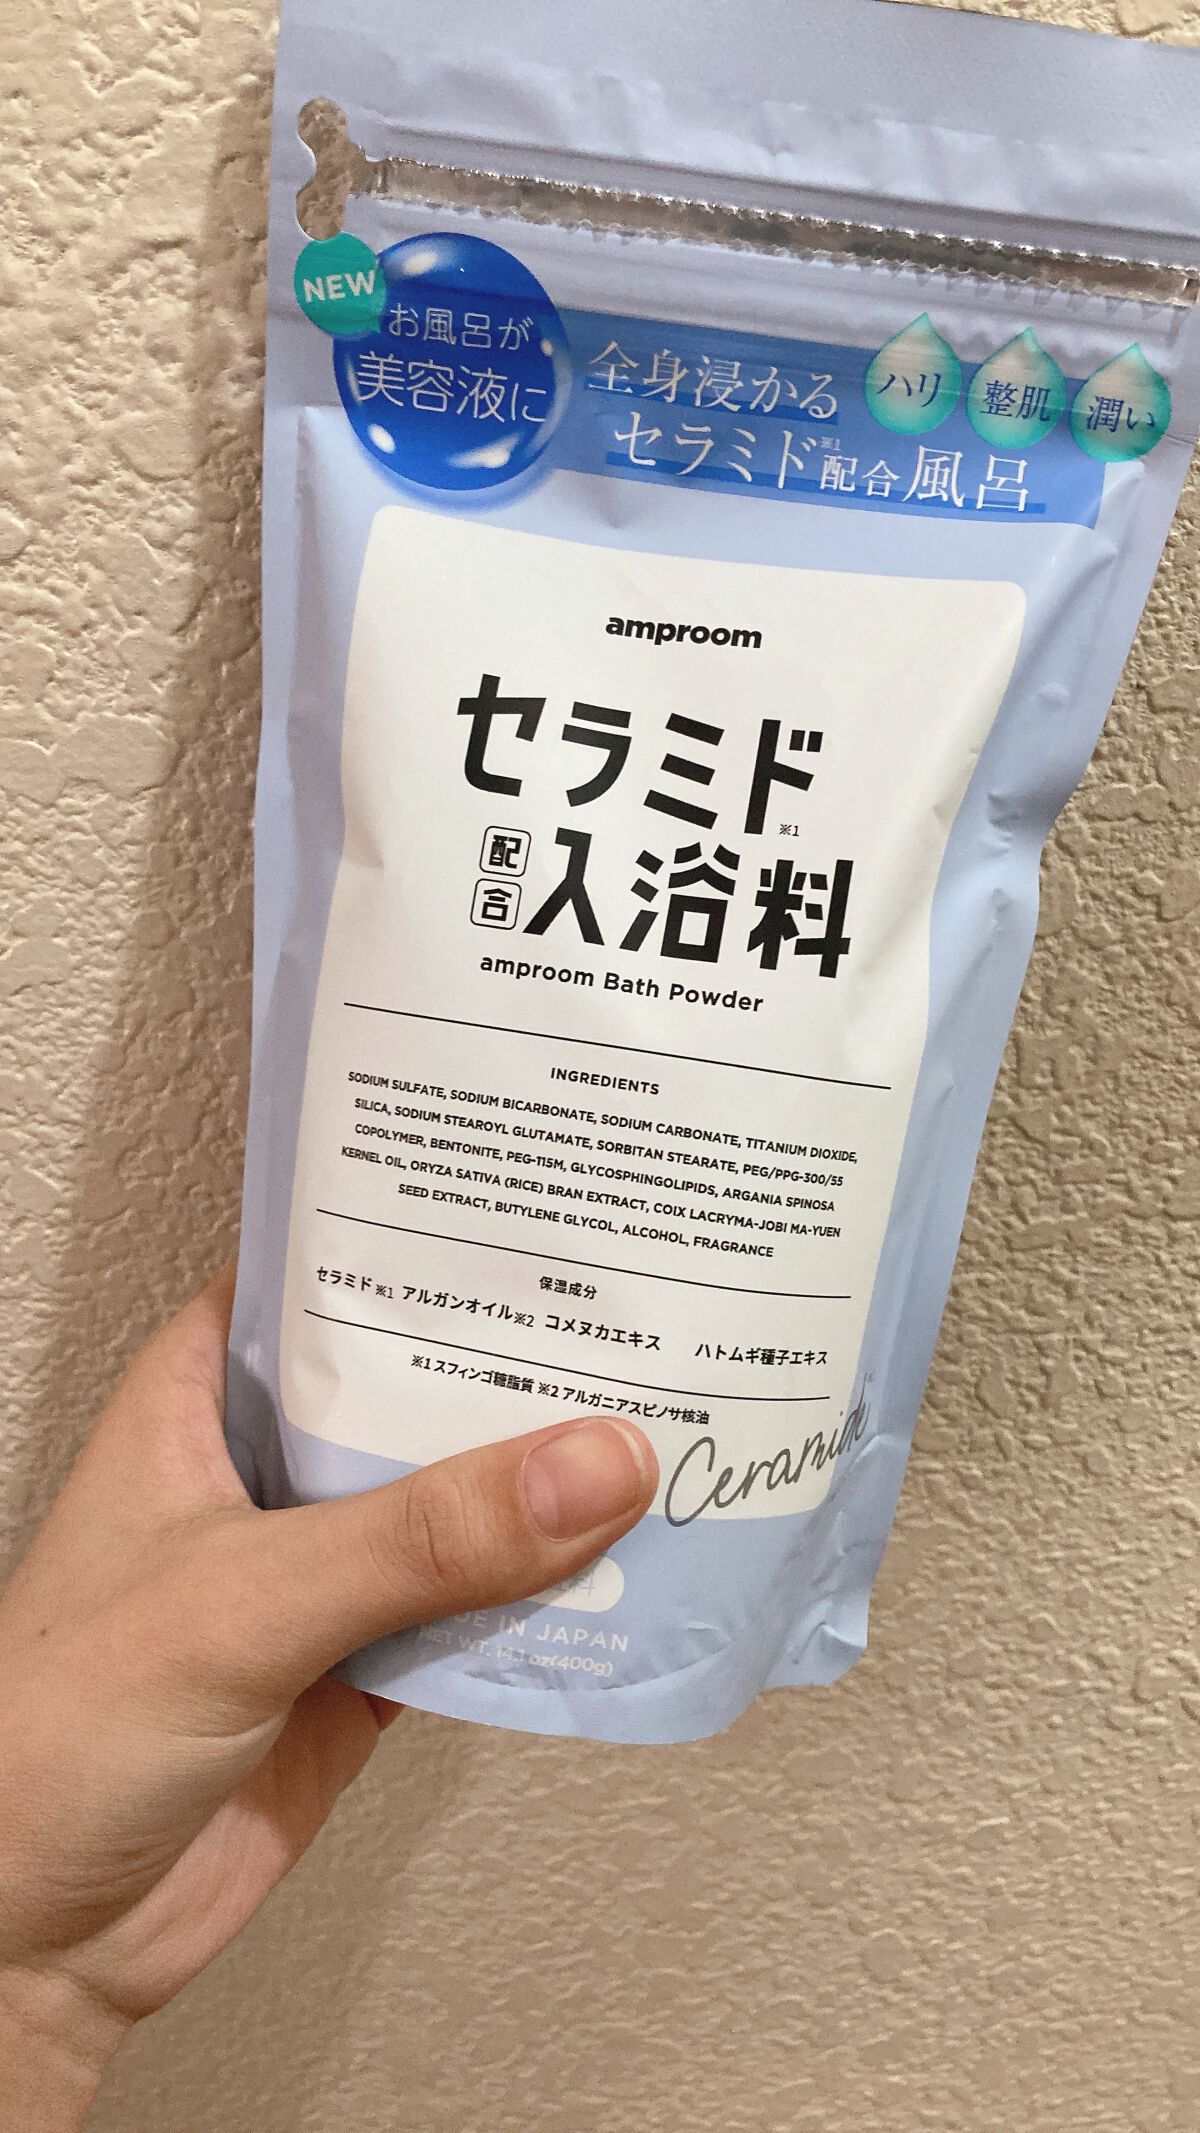 NEW
お風呂が
美容液に
全身浸かる
セラミド※1配合風呂
ハリ
整肌
潤い
amproom
セラミド※1
配合入浴料
amproom Bath Powder
INGREDIENTS
SODIUM SULFATE, SODIUM BICARBONATE, SODIUM CARBONATE, TITANIUM DIOXIDE,
SILICA, SODIUM STEAROYL GLUTAMATE, SORBITAN STEARATE, PEG/PPG-300/55
COPOLYMER, BENTONITE, PEG-115M, GLYCOSPHINGOLIPIDS, ARGANIA SPINOSA
KERNEL OIL, ORYZA SATIVA (RICE) BRAN EXTRACT, COIX LACRYMA-JOBI MA-YUEN
SEED EXTRACT, BUTYLENE GLYCOL, ALCOHOL, FRAGRANCE
保湿成分
セラミド※1 アルガンオイル※2 コメヌカエキス ハトムギ種子エキス
※1 スフィンゴ糖脂質 ※2 アルガニアスピノサ核油
Ceramide
IN JAPAN
NET WT. 14.1 oz(400g)